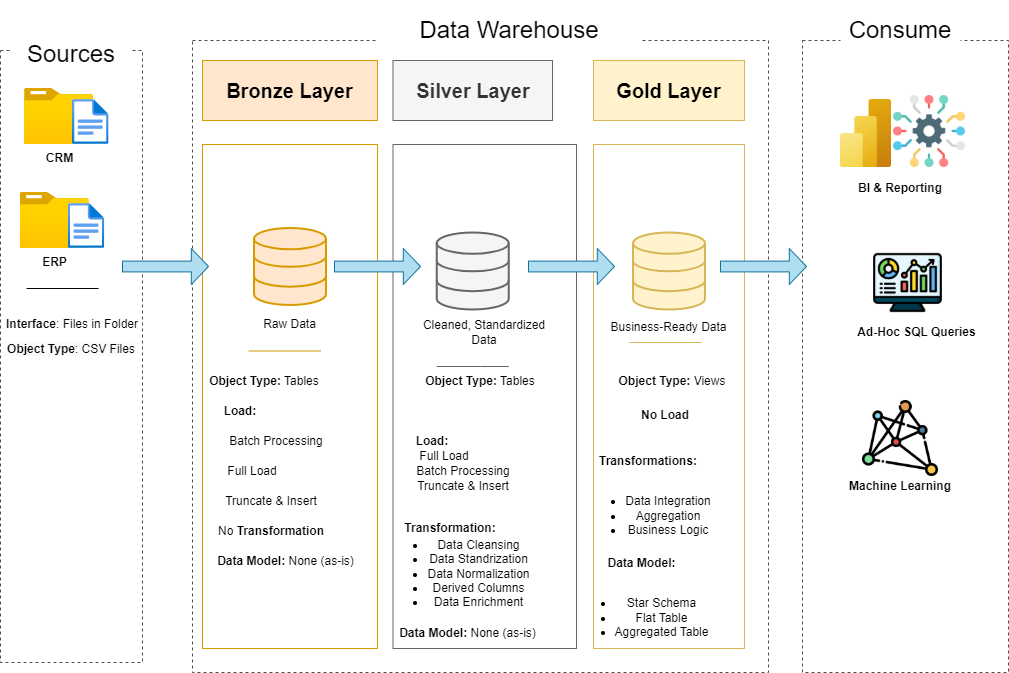 Sources
CRM
ERP
Interface: Files in Folder
Object Type: CSV Files
Data Warehouse
Bronze Layer
Raw Data
Object Type: Tables
Load:
Batch Processing
Full Load
Truncate & Insert
No Transformation
Data Model: None (as-is)
Silver Layer
Cleaned, Standardized
Data
Object Type: Tables
Load:
Full Load
Batch Processing
Truncate & Insert
Transformation:
Data Cleansing
Data Standrization
Data Normalization
Derived Columns
Data Enrichment
Data Model: None (as-is)
Gold Layer
Business-Ready Data
Object Type: Views
No Load
Transformations:
Data Integration
Aggregation
Business Logic
Data Model:
Star Schema
Flat Table
Aggregated Table
Consume
BI & Reporting
Ad-Hoc SQL Queries
Machine Learning